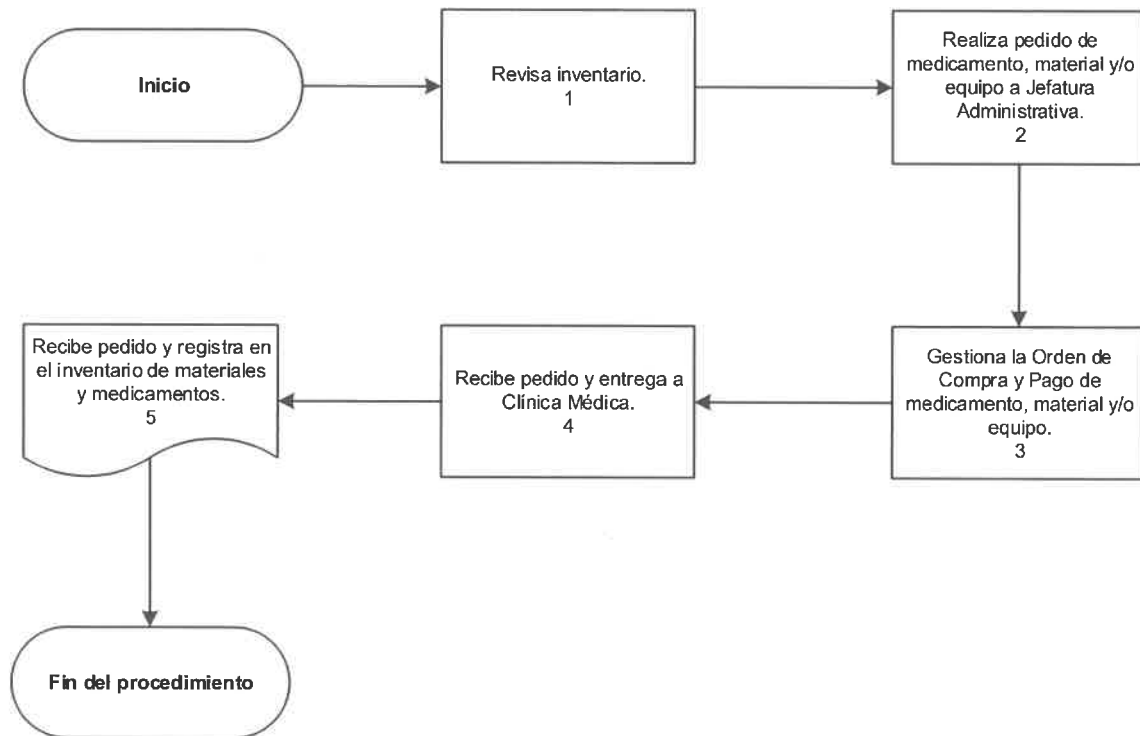 Inicio
Revisa inventario.
1
Realiza pedido de
medicamento, material y/o
equipo a Jefatura
Administrativa.
2
Gestiona la Orden de
Compra y Pago de
medicamento, material y/o
equipo.
3
Recibe pedido y entrega a
Clínica Médica.
4
Recibe pedido y registra en
el inventario de materiales
y medicamentos.
5
Fin del procedimiento